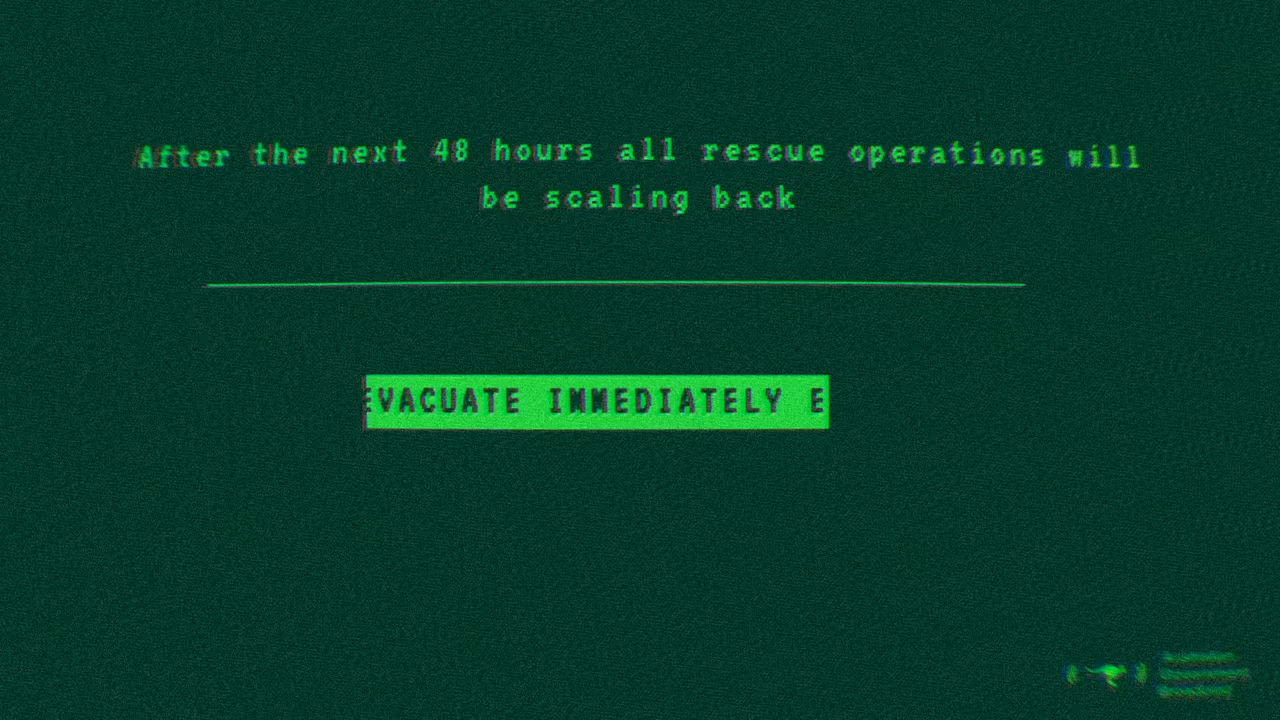 After the next 48 hours all rescue operations will
be scaling back
EVACUATE IMMEDIATELY E